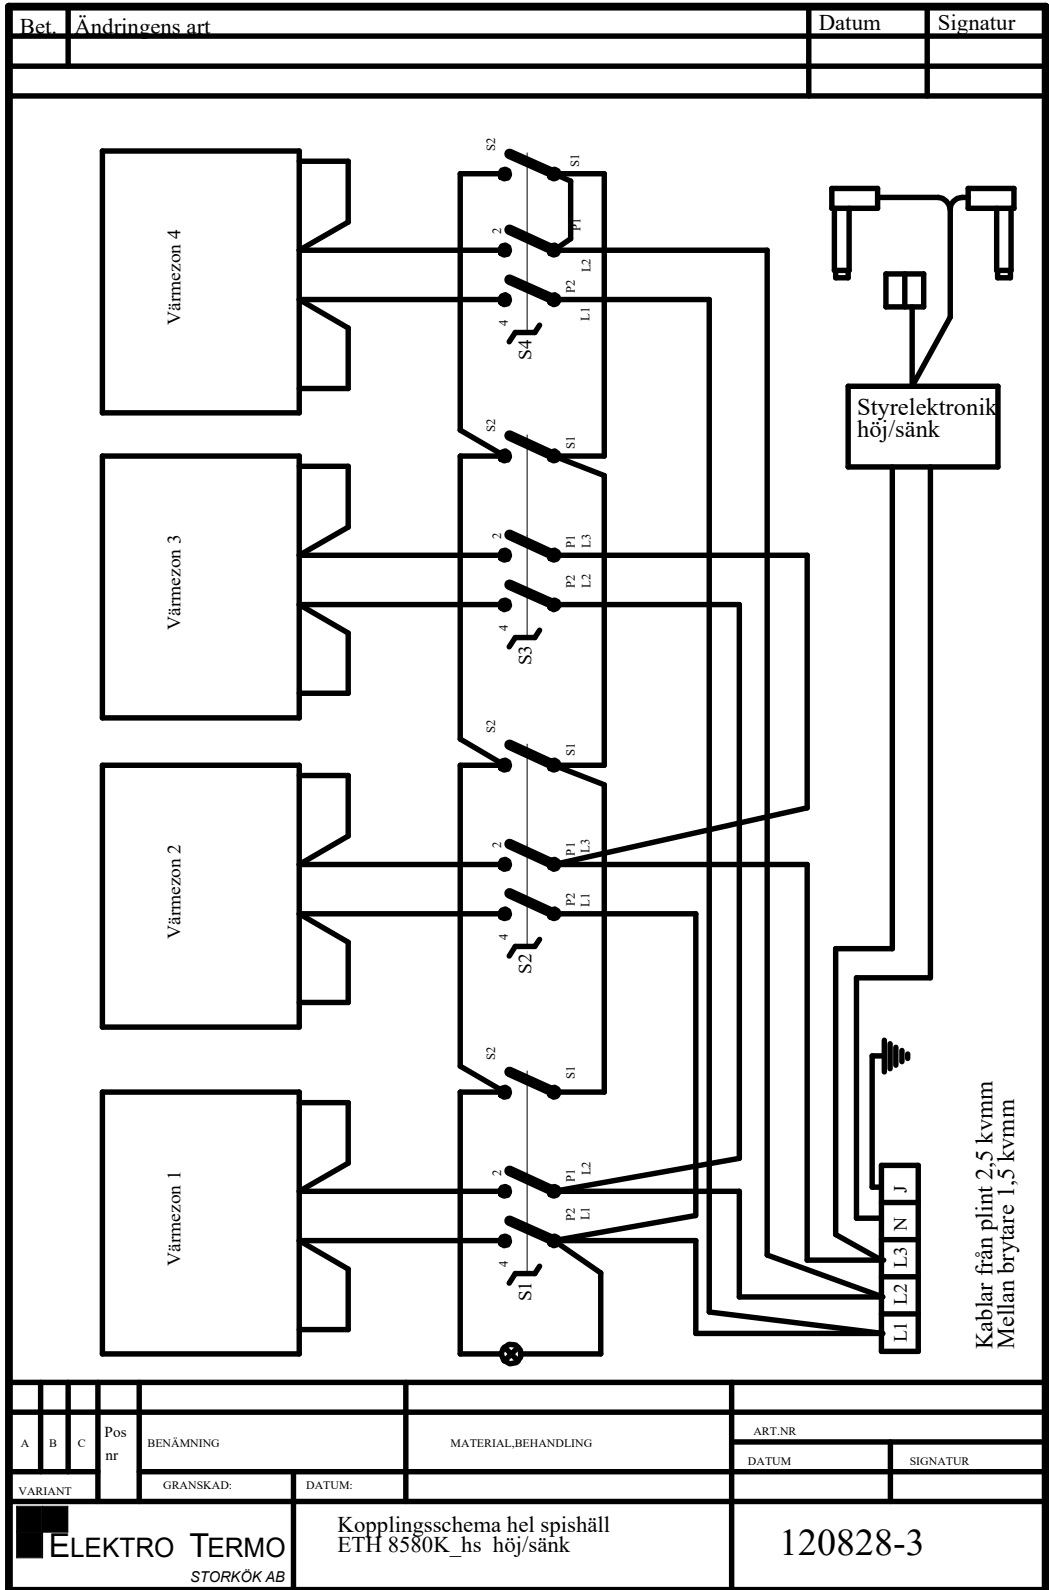 Bet. Ändringens art Datum Signatur
Värmezon 4
S2
S1
2
P1
L2
4
P2
L1
S4
Värmezon 3
S2
S1
2
P1
L3
4
P2
L2
S3
Värmezon 2
S2
S1
2
P1
L3
4
P2
L1
S2
Värmezon 1
S2
S1
2
P1
L2
4
P2
L1
S1
Styrelektronik
höj/sänk
J
N
L3
L2
L1
Kablar från plint 2,5 kvmm
Mellan brytare 1,5 kvmm
A B C Pos
nr
BENÄMNING
MATERIAL,BEHANDLING
ART.NR
DATUM SIGNATUR
VARIANT
GRANSKAD:
DATUM:
ELEKTRO TERMO
STORKÖK AB
Kopplingsschema hel spishäll
ETH 8580K_hs höj/sänk
120828-3